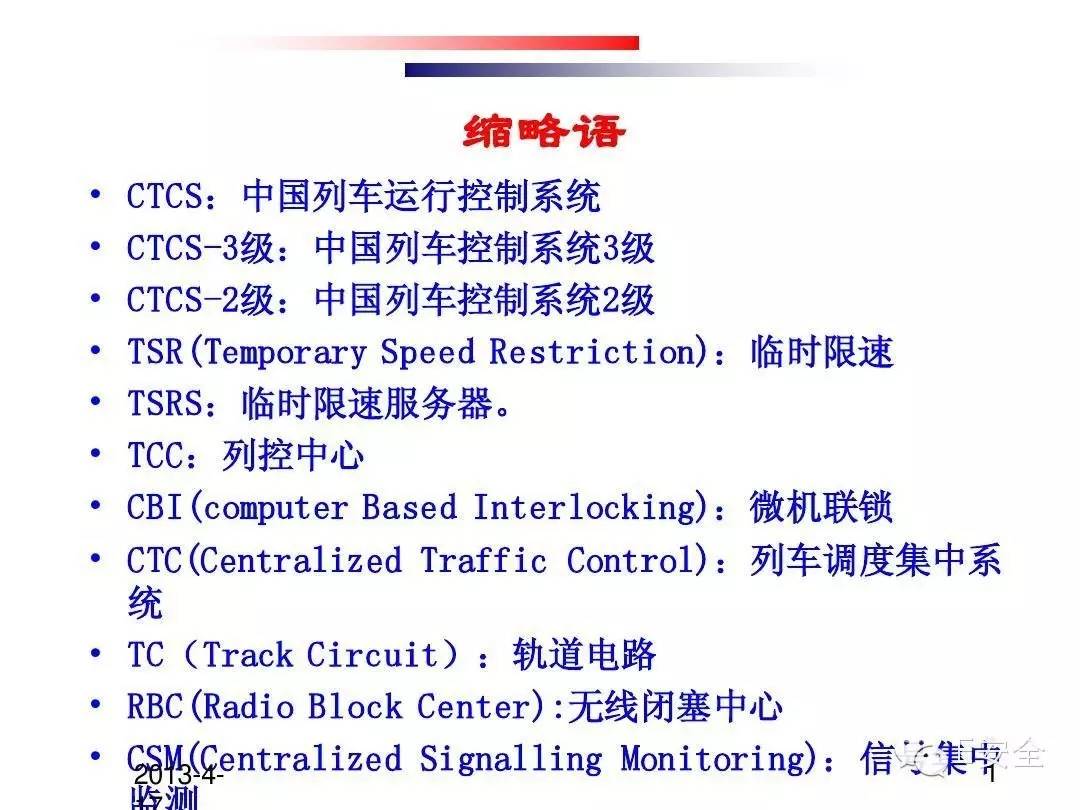 缩略语
• CTCS：中国列车运行控制系统
• CTCS-3级：中国列车控制系统3级
• CTCS-2级：中国列车控制系统2级
• TSR(Temporary Speed Restriction)：临时限速
• TSRS：临时限速服务器。
• TCC：列控中心
• CBI(computer Based Interlocking)：微机联锁
• CTC(Centralized Traffic Control)：列车调度集中系
统
• TC（Track Circuit）：轨道电路
• RBC(Radio Block Center):无线闭塞中心
• CSM(Centralized Signalling Monitoring)：信号集中
监测
2013-4-
1
安全